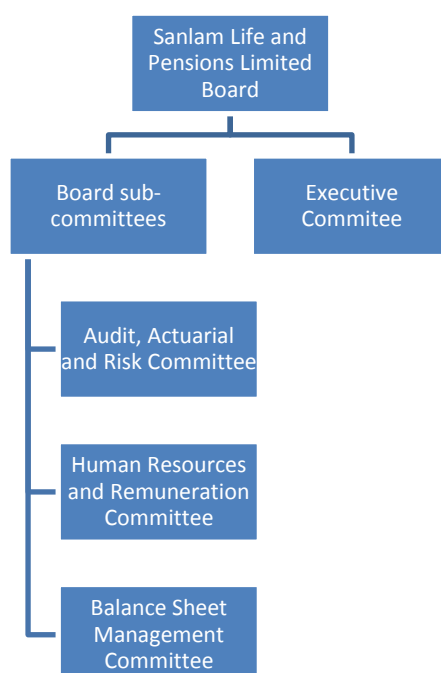 Sanlam Life and
Pensions Limited
Board
Board sub-
committees
Executive
Commitee
Audit, Actuarial
and Risk Committee
Human Resources
and Remuneration
Committee
Balance Sheet
Management
Committee